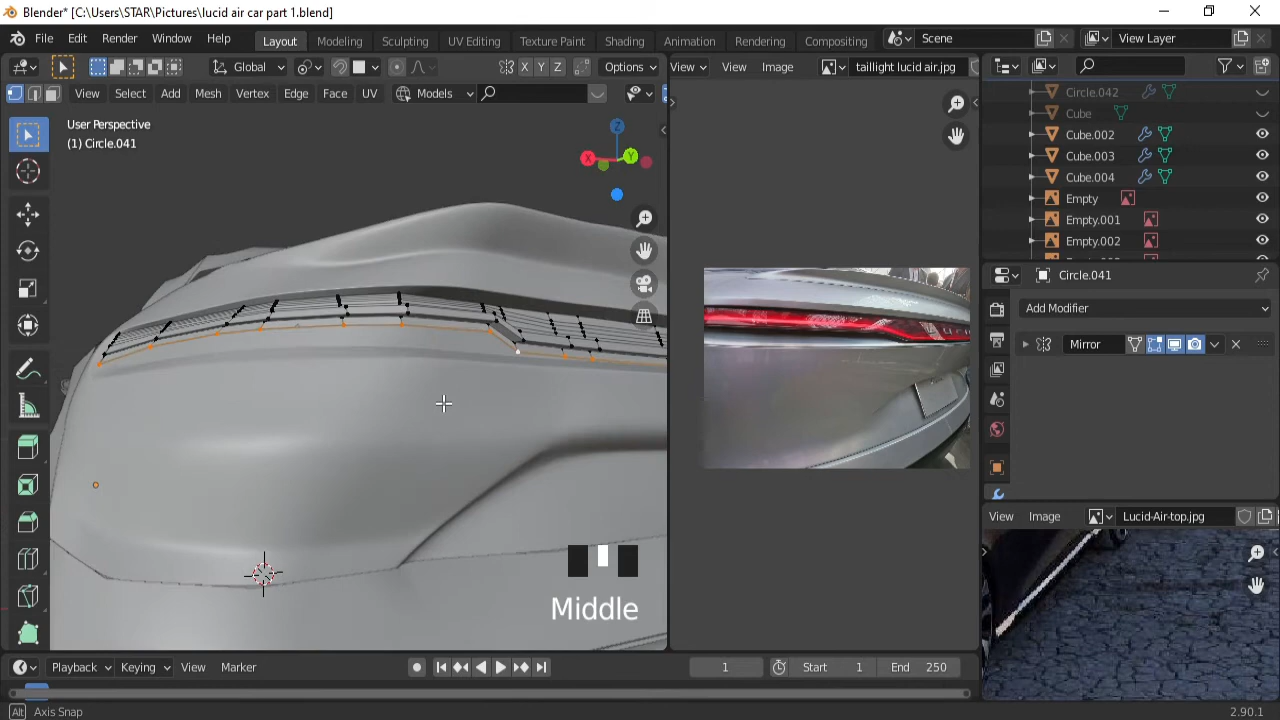 Blender* [C:\Users\STAR\Pictures\lucid air car part 1.blend]
File Edit Render Window Help
Layout Modeling Sculpting UV Editing Texture Paint Shading Animation Rendering Compositing
Scene View Layer
Global X Y Z Options
View View Image taillight lucid air.jpg
View Select Add Mesh Vertex Edge Face UV Models
User Perspective
(1) Circle.041
Z
X Y
Circle.042
Cube
Cube.002
Cube.003
Cube.004
Empty
Empty.001
Empty.002
Circle.041
Add Modifier
Mirror
View Image Lucid-Air-top.jpg
Middle
Playback Keying View Marker 1 Start 1 End 250
Alt Axis Snap 2.90.1